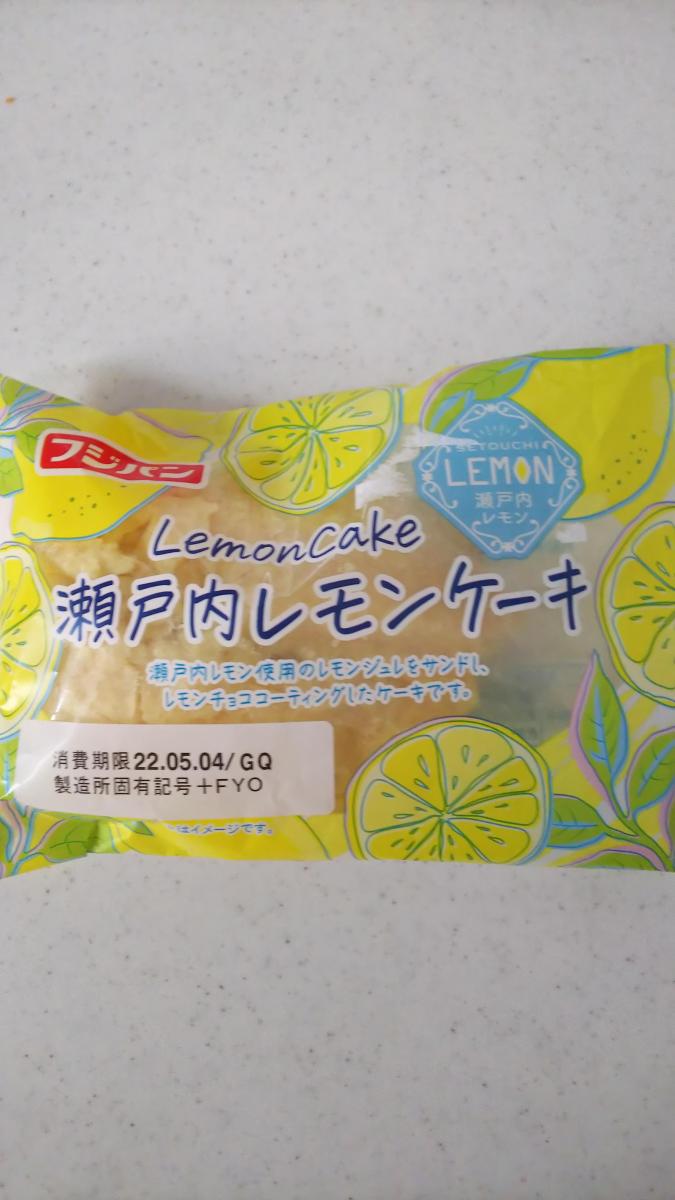 フジパン
SETOUCHI
LEMON
瀬戸内
レモン
LemonCake
瀬戸内レモンケーキ
瀬戸内レモン使用のレモンジュレをサンドし、
レモンチョココーティングしたケーキです。
消費期限 22.05.04/GQ
製造所固有記号+FYO
はイメージです。